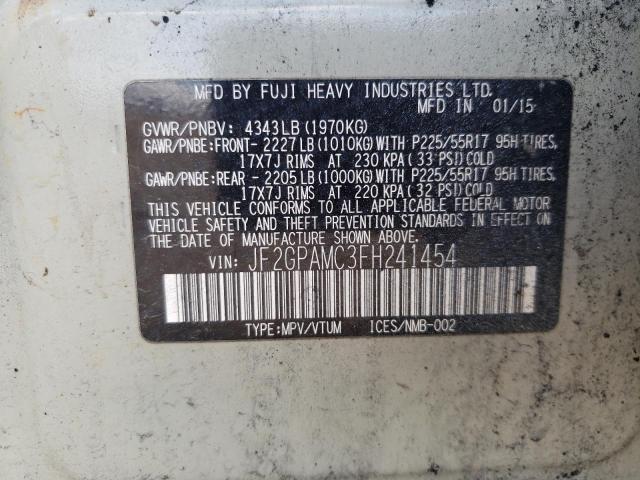 MFD BY FUJI HEAVY INDUSTRIES LTD.
MFD IN 01/15
GVWR/PNBV: 4343LB(1970KG)
GAWR/PNBE:FRONT- 2227LB(1010KG)WITH P225/55R17 95H TIRES,
17X7J RIMS AT 230 KPA(33 PSI)COLD
GAWR/PNBE:REAR - 2205LB(1000KG)WITH P225/55R17 95H TIRES,
17X7J RIMS AT 220 KPA(32 PSI)COLD
THIS VEHICLE CONFORMS TO ALL APPLICABLE FEDERAL MOTOR
VEHICLE SAFETY AND THEFT PREVENTION STANDARDS IN EFFECT ON
THE DATE OF MANUFACTURE SHOWN ABOVE.
VIN: JF2GPAMC3FH241454
TYPE:MPV/VTUM ICES/NMB-002